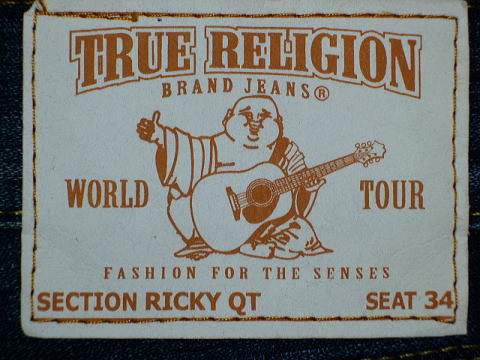 TRUE RELIGION
BRAND JEANS®
WORLD TOUR
FASHION FOR THE SENSES
SECTION RICKY QT SEAT 34